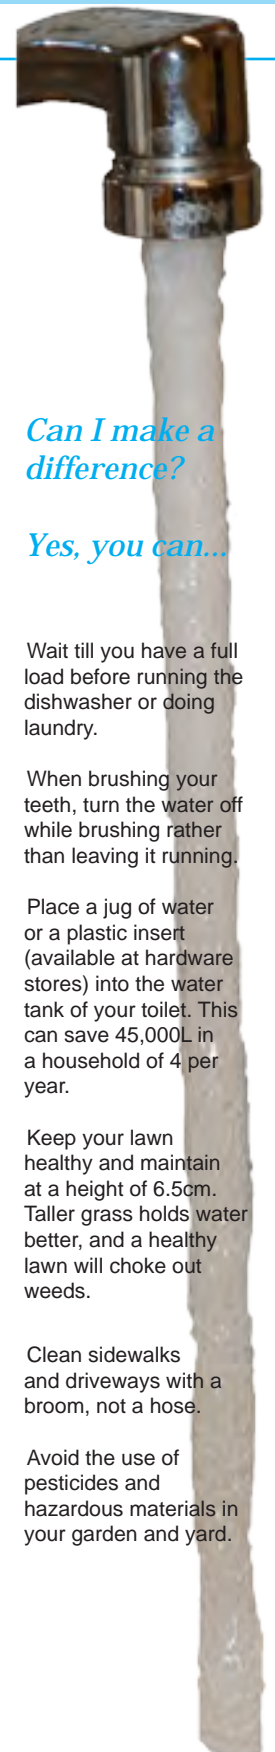 Can I make a
difference?
Yes, you can...
Wait till you have a full
load before running the
dishwasher or doing
laundry.
When brushing your
teeth, turn the water off
while brushing rather
than leaving it running.
Place a jug of water
or a plastic insert
(available at hardware
stores) into the water
tank of your toilet. This
can save 45,000L in
a household of 4 per
year.
Keep your lawn
healthy and maintain
at a height of 6.5cm.
Taller grass holds water
better, and a healthy
lawn will choke out
weeds.
Clean sidewalks
and driveways with a
broom, not a hose.
Avoid the use of
pesticides and
hazardous materials in
your garden and yard.